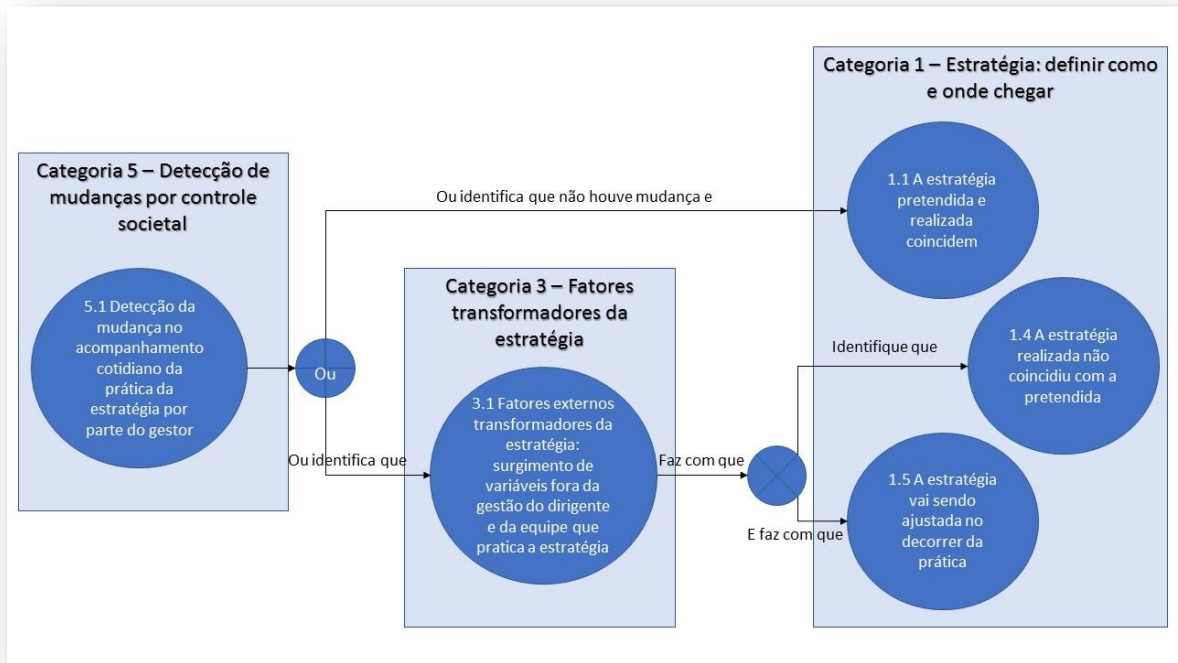 Categoria 5 – Detecção de
mudanças por controle
societal
5.1 Detecção da
mudança no
acompanhamento
cotidiano da
prática da
estratégia por
parte do gestor
Ou
Ou identifica que não houve mudança e
Ou identifica que
Categoria 3 – Fatores
transformadores da
estratégia
3.1 Fatores externos
transformadores da
estratégia:
surgimento de
variáveis fora da
gestão do dirigente
e da equipe que
pratica a estratégia
Faz com que
Identifique que
E faz com que
Categoria 1 – Estratégia: definir como
e onde chegar
1.1 A estratégia
pretendida e
realizada
coincidem
1.4 A estratégia
realizada não
coincidiu com a
pretendida
1.5 A estratégia
vai sendo
ajustada no
decorrer da
prática